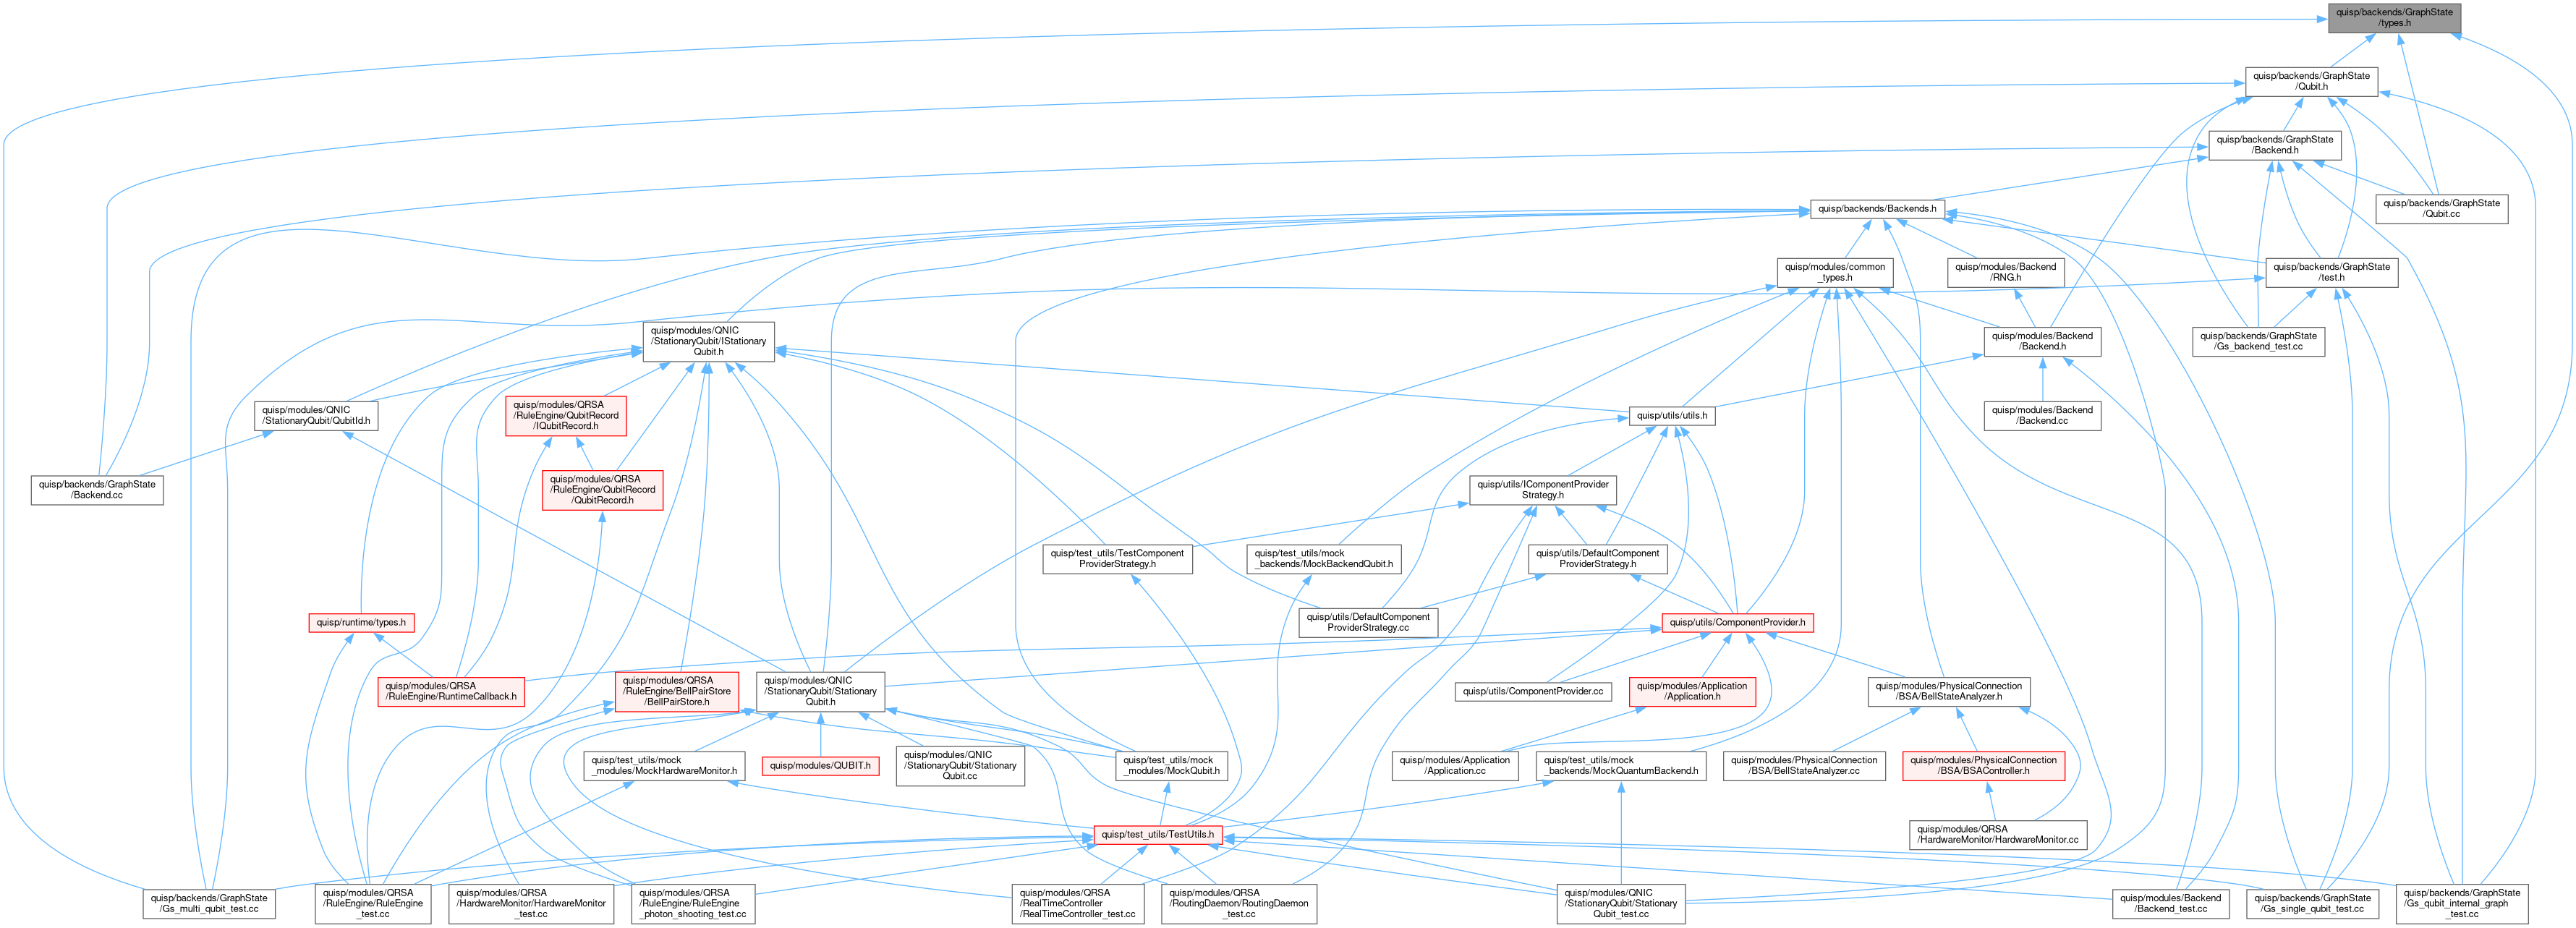 quisp/backends/GraphState
/types.h
quisp/backends/GraphState
/Qubit.h
quisp/backends/GraphState
/Backend.h
quisp/backends/GraphState
/Qubit.cc
quisp/backends/Backends.h
quisp/modules/common
_types.h
quisp/modules/Backend
/RNG.h
quisp/backends/GraphState
/test.h
quisp/modules/QNIC
/StationaryQubit/IStationary
Qubit.h
quisp/modules/Backend
/Backend.h
quisp/backends/GraphState
/Gs_backend_test.cc
quisp/modules/QNIC
/StationaryQubit/QubitId.h
quisp/modules/QRSA
/RuleEngine/QubitRecord
/IQubitRecord.h
quisp/utils/utils.h
quisp/modules/Backend
/Backend.cc
quisp/backends/GraphState
/Backend.cc
quisp/modules/QRSA
/RuleEngine/QubitRecord
/QubitRecord.h
quisp/utils/IComponentProvider
Strategy.h
quisp/test_utils/TestComponent
ProviderStrategy.h
quisp/test_utils/mock
_backends/MockBackendQubit.h
quisp/utils/DefaultComponent
ProviderStrategy.h
quisp/runtime/types.h
quisp/utils/DefaultComponent
ProviderStrategy.cc
quisp/utils/ComponentProvider.h
quisp/modules/QRSA
/RuleEngine/RuntimeCallback.h
quisp/modules/QRSA
/RuleEngine/BellPairStore
/BellPairStore.h
quisp/modules/QNIC
/StationaryQubit/Stationary
Qubit.h
quisp/utils/ComponentProvider.cc
quisp/modules/Application
/Application.h
quisp/modules/PhysicalConnection
/BSA/BellStateAnalyzer.h
quisp/test_utils/mock
_modules/MockHardwareMonitor.h
quisp/modules/QUBIT.h
quisp/modules/QNIC
/StationaryQubit/Stationary
Qubit.cc
quisp/test_utils/mock
_modules/MockQubit.h
quisp/modules/Application
/Application.cc
quisp/test_utils/mock
_backends/MockQuantumBackend.h
quisp/modules/PhysicalConnection
/BSA/BellStateAnalyzer.cc
quisp/modules/PhysicalConnection
/BSA/BSAController.h
quisp/test_utils/TestUtils.h
quisp/modules/QRSA
/HardwareMonitor/HardwareMonitor.cc
quisp/backends/GraphState
/Gs_multi_qubit_test.cc
quisp/modules/QRSA
/RuleEngine/RuleEngine
_test.cc
quisp/modules/QRSA
/HardwareMonitor/HardwareMonitor
_test.cc
quisp/modules/QRSA
/RuleEngine/RuleEngine
_photon_shooting_test.cc
quisp/modules/QRSA
/RealTimeController
/RealTimeController_test.cc
quisp/modules/QRSA
/RoutingDaemon/RoutingDaemon
_test.cc
quisp/modules/QNIC
/StationaryQubit/Stationary
Qubit_test.cc
quisp/modules/Backend
/Backend_test.cc
quisp/backends/GraphState
/Gs_single_qubit_test.cc
quisp/backends/GraphState
/Gs_qubit_internal_graph
_test.cc